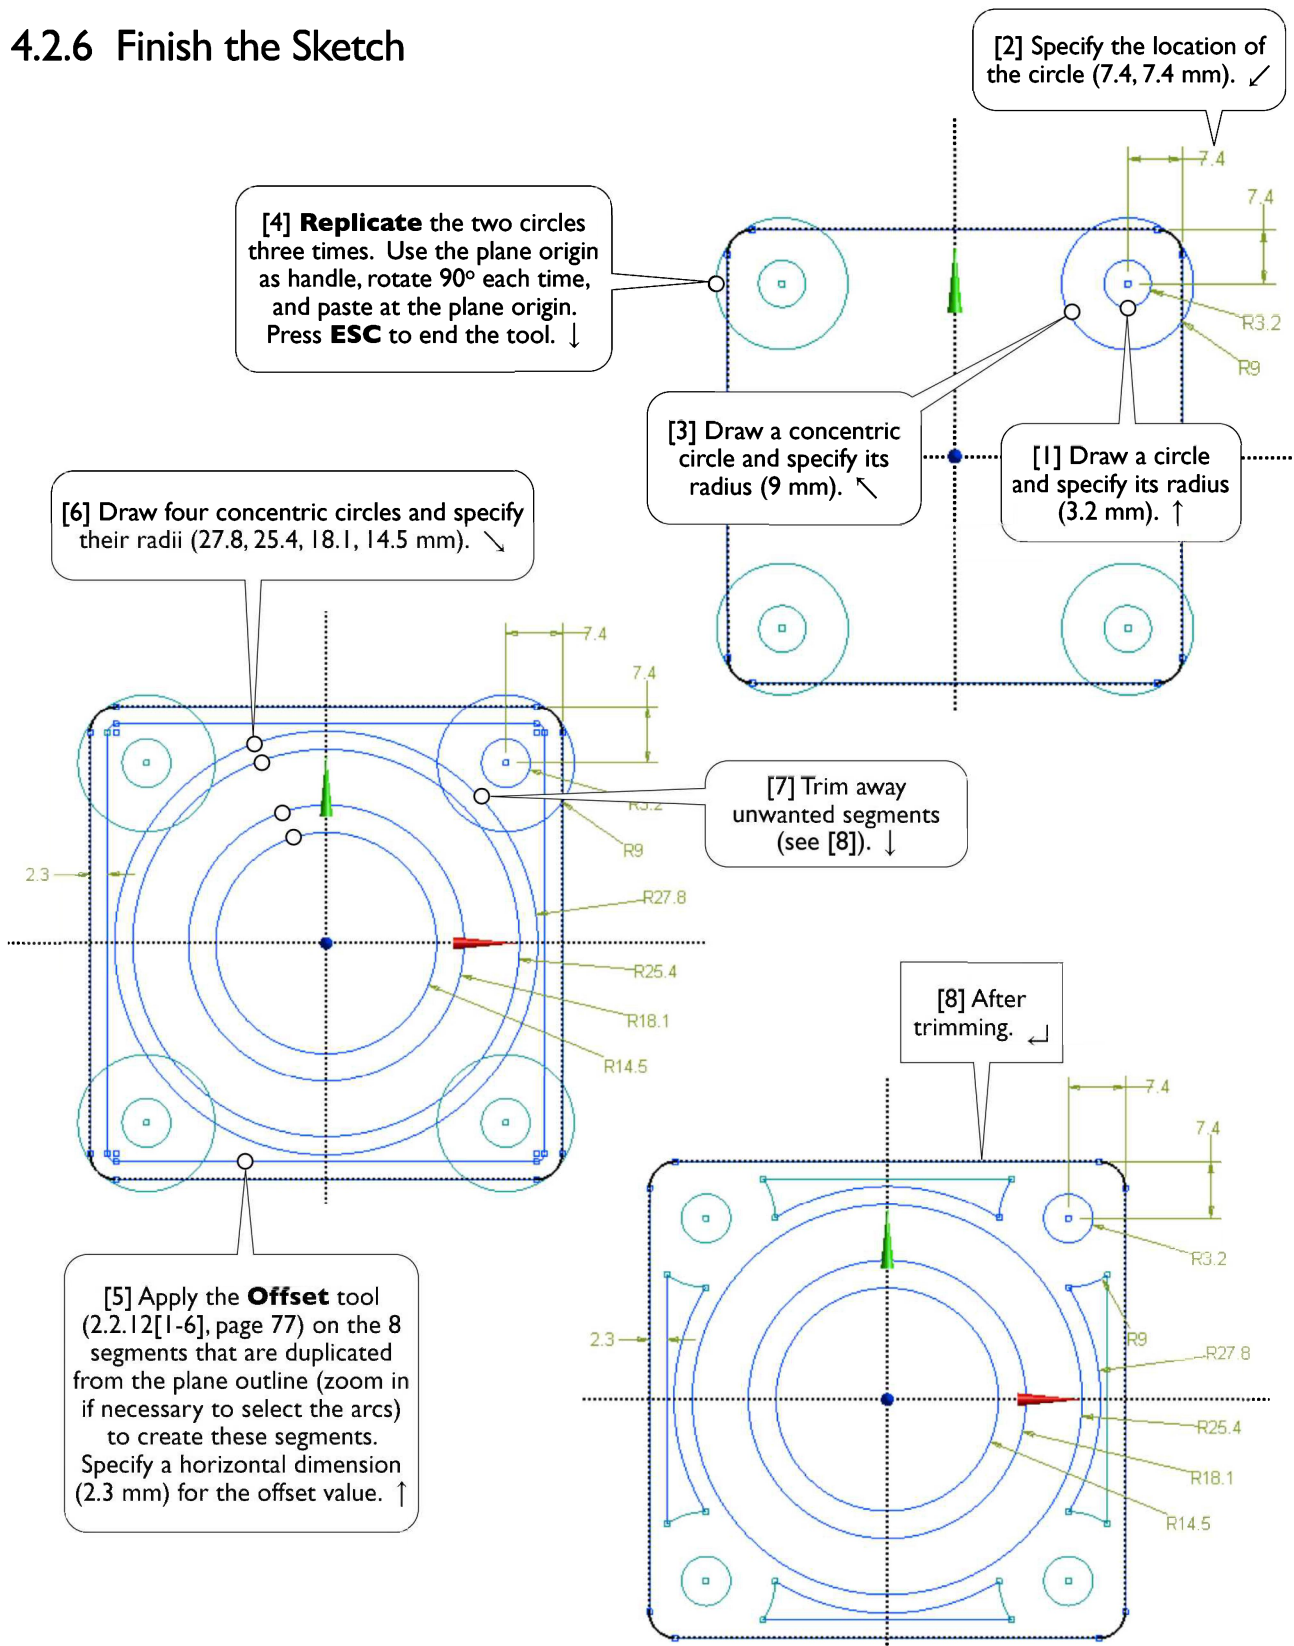 4.2.6 Finish the Sketch
[2] Specify the location of
the circle (7.4, 7.4 mm). ↙
7.4
7.4
R3.2
R9
[4] Replicate the two circles
three times. Use the plane origin
as handle, rotate 90º each time,
and paste at the plane origin.
Press ESC to end the tool. ↓
[3] Draw a concentric
circle and specify its
radius (9 mm). ↖
[1] Draw a circle
and specify its radius
(3.2 mm). ↑
[6] Draw four concentric circles and specify
their radii (27.8, 25.4, 18.1, 14.5 mm). ↘
7.4
7.4
R3.2
R9
2.3
R27.8
R25.4
R18.1
R14.5
[7] Trim away
unwanted segments
(see [8]). ↓
[8] After
trimming. ↵
7.4
7.4
R3.2
R9
2.3
R27.8
R25.4
R18.1
R14.5
[5] Apply the Offset tool
(2.2.12[1-6], page 77) on the 8
segments that are duplicated
from the plane outline (zoom in
if necessary to select the arcs)
to create these segments.
Specify a horizontal dimension
(2.3 mm) for the offset value. ↑